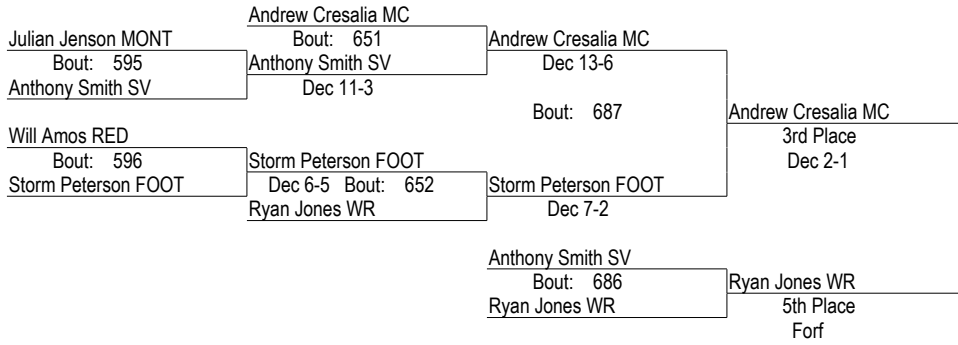 Andrew Cresalia MC
Julian Jenson MONT
Bout: 651
Andrew Cresalia MC
Bout: 595
Anthony Smith SV
Dec 13-6
Anthony Smith SV
Dec 11-3
Bout: 687
Andrew Cresalia MC
Will Amos RED
3rd Place
Bout: 596
Storm Peterson FOOT
Dec 2-1
Storm Peterson FOOT
Dec 6-5 Bout: 652
Storm Peterson FOOT
Ryan Jones WR
Dec 7-2
Anthony Smith SV
Bout: 686
Ryan Jones WR
Ryan Jones WR
5th Place
Forf